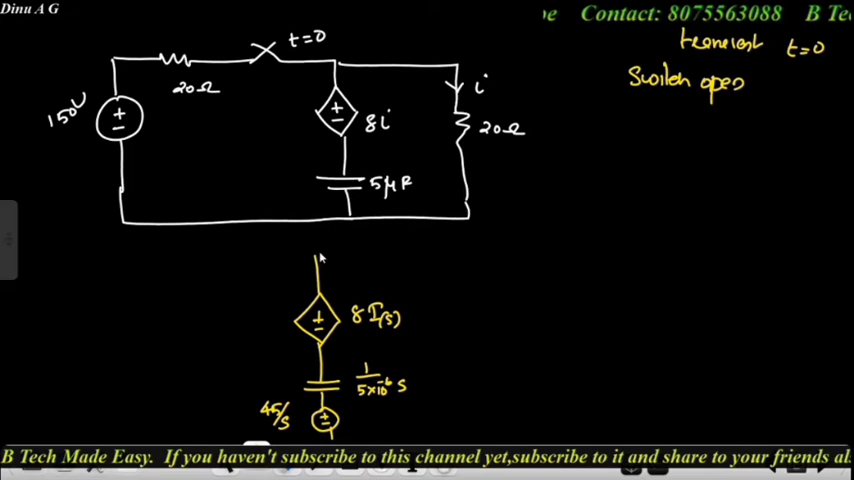 Dinu A G
be Contact: 8075563088 B Te
t=0
transient t=0
Switch open
20Ω
150V
i
8i
20Ω
5μF
8I(s)
1
5×10⁻⁶ s
45/s
B Tech Made Easy. If you haven't subscribe to this channel yet,subscribe to it and share to your friends al